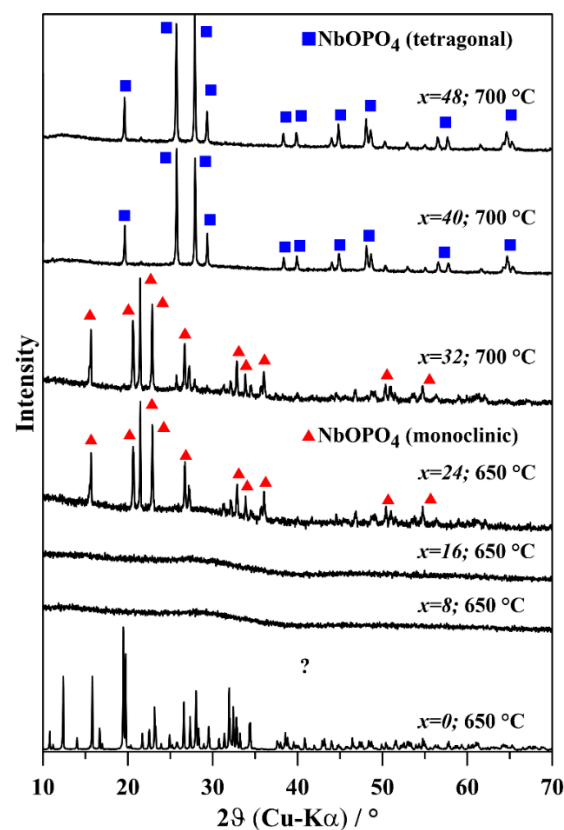 NbOPO₄ (tetragonal)
x=48; 700 °C
x=40; 700 °C
x=32; 700 °C
NbOPO₄ (monoclinic)
x=24; 650 °C
x=16; 650 °C
x=8; 650 °C
?
x=0; 650 °C
Intensity
10 20 30 40 50 60 70
2ϑ (Cu-Kα) / °